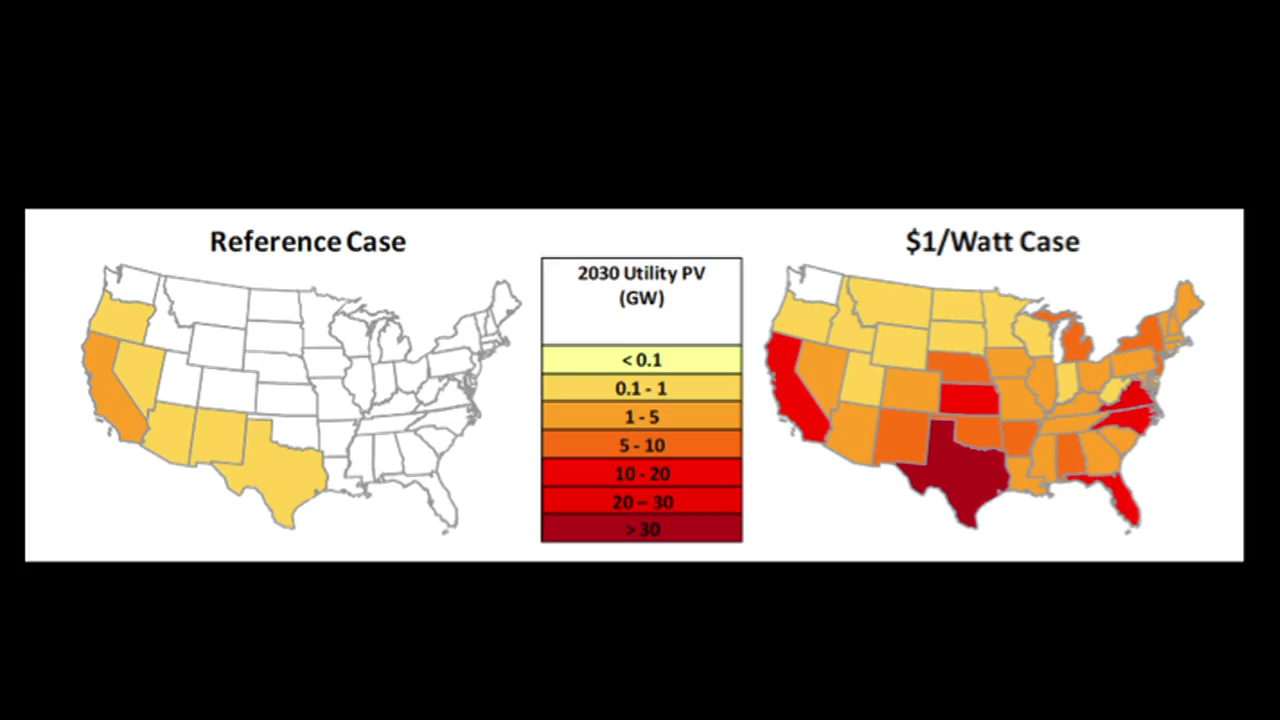 Reference Case
2030 Utility PV
(GW)
< 0.1
0.1 - 1
1 - 5
5 - 10
10 - 20
20 – 30
> 30
$1/Watt Case